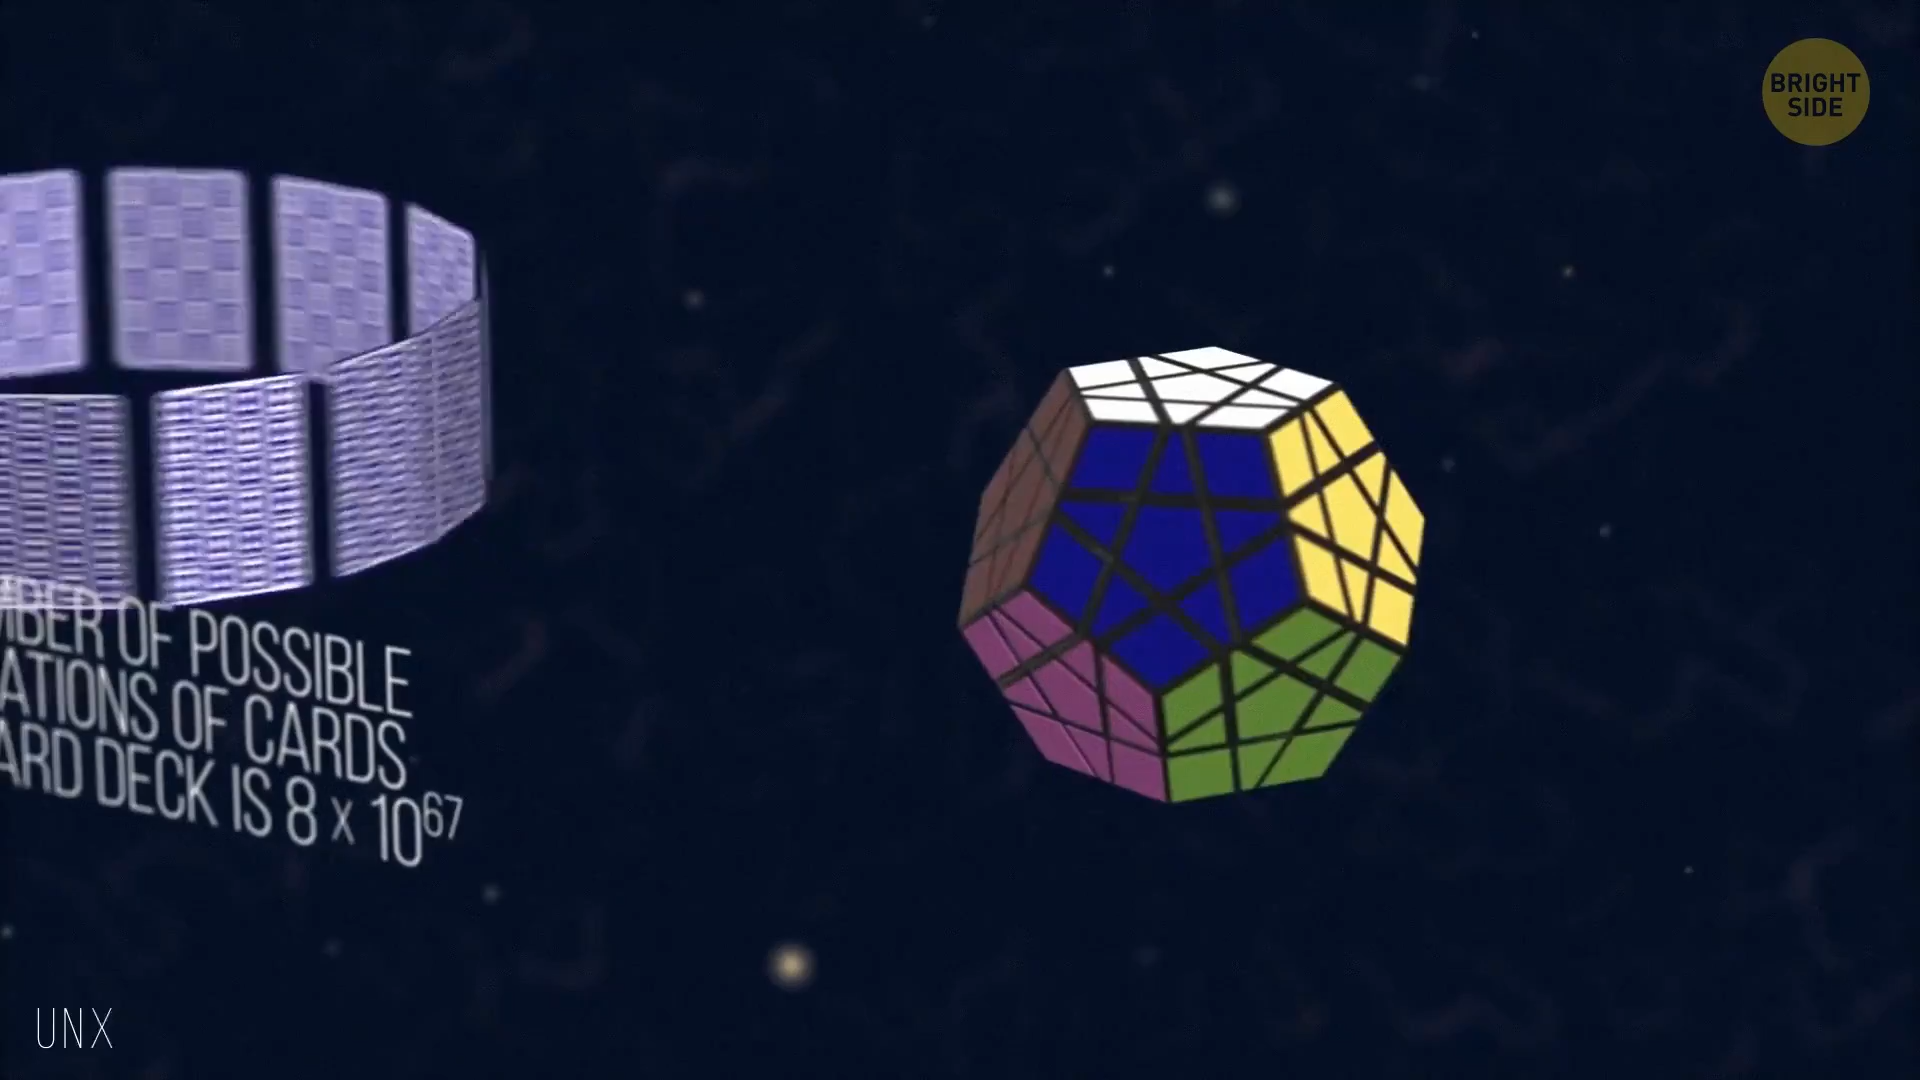 BRIGHT
SIDE
MBER OF POSSIBLE
ATIONS OF CARDS
ARD DECK IS 8 x 10⁶⁷
UNX